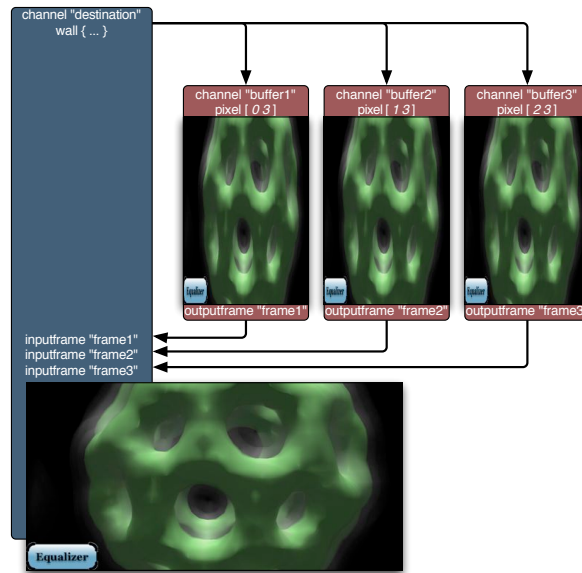 channel "destination"
wall { ... }
channel "buffer1"
pixel [ 0 3 ]
channel "buffer2"
pixel [ 1 3 ]
channel "buffer3"
pixel [ 2 3 ]
Equalizer
Equalizer
Equalizer
outputframe "frame1"
outputframe "frame2"
outputframe "frame3
inputframe "frame1"
inputframe "frame2"
inputframe "frame3"
Equalizer